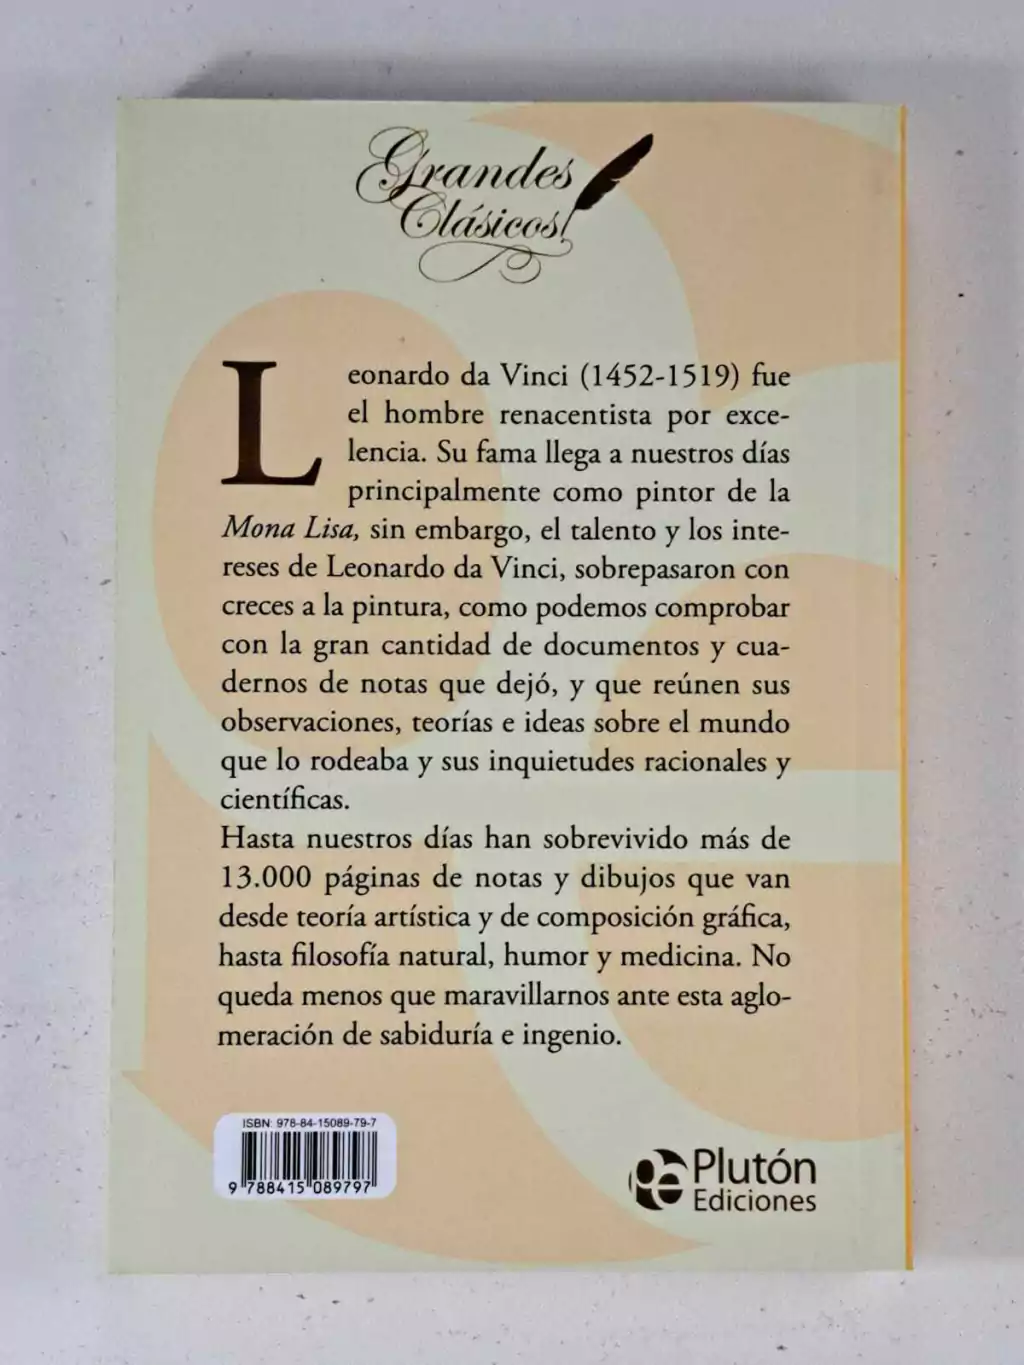 Grandes
Clásicos!
Leonardo da Vinci (1452-1519) fue
el hombre renacentista por exce-
lencia. Su fama llega a nuestros días
principalmente como pintor de la
Mona Lisa, sin embargo, el talento y los inte-
reses de Leonardo da Vinci, sobrepasaron con
creces a la pintura, como podemos comprobar
con la gran cantidad de documentos y cua-
dernos de notas que dejó, y que reúnen sus
observaciones, teorías e ideas sobre el mundo
que lo rodeaba y sus inquietudes racionales y
científicas.
Hasta nuestros días han sobrevivido más de
13.000 páginas de notas y dibujos que van
desde teoría artística y de composición gráfica,
hasta filosofía natural, humor y medicina. No
queda menos que maravillarnos ante esta aglo-
meración de sabiduría e ingenio.
ISBN: 978-84-15089-79-7
9 788415 089797
Plutón
Ediciones